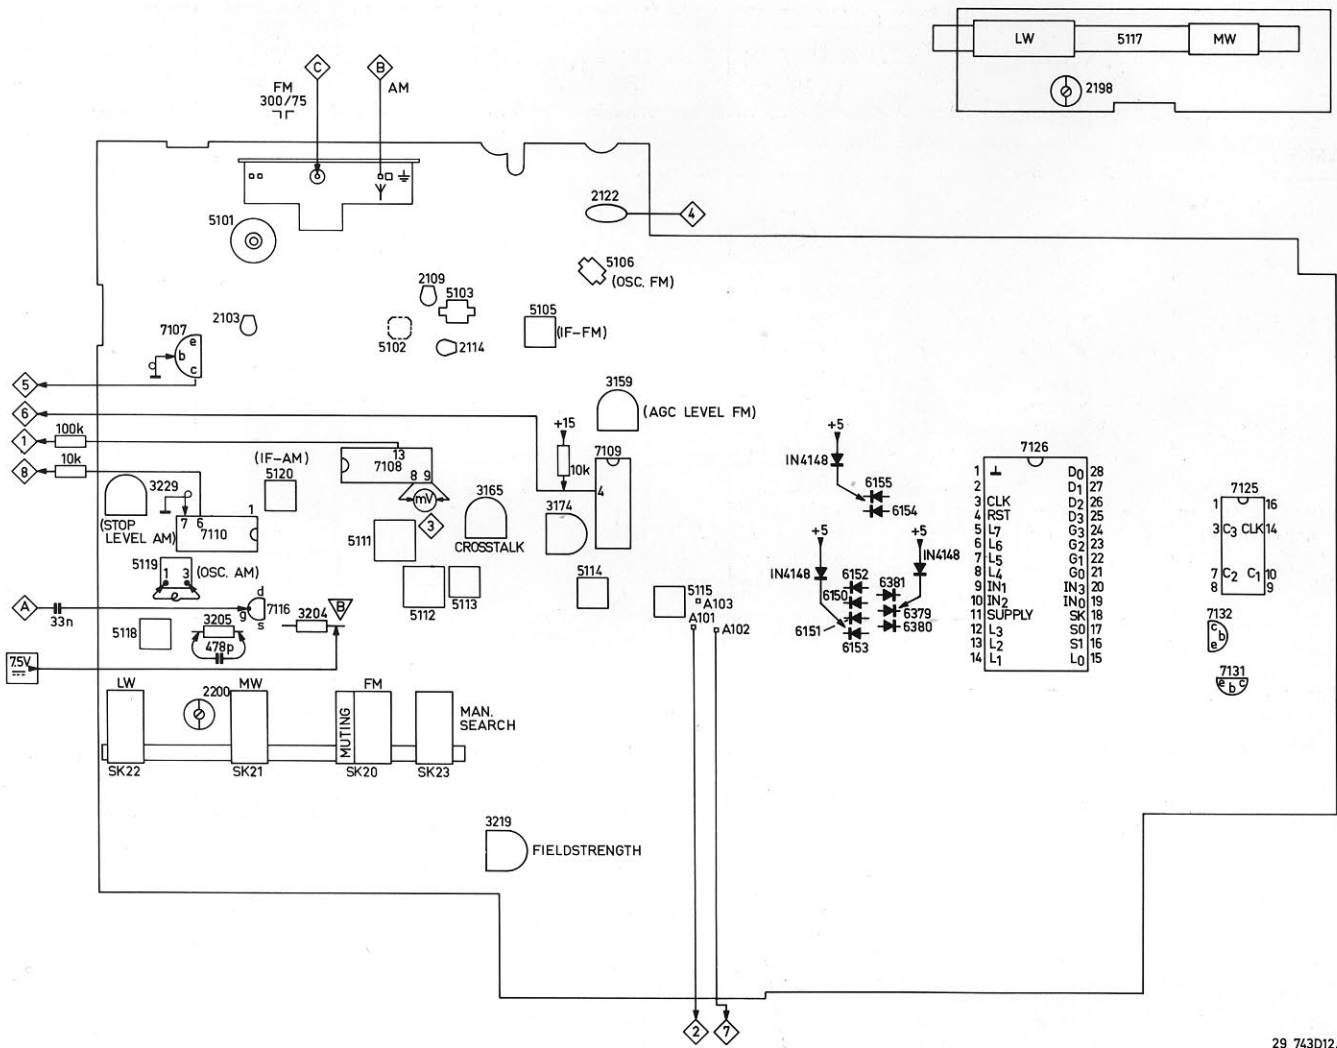 LW 5117 MW
2198
C B
FM
300/75
AM
5101
2122
4
5106
(OSC. FM)
2109
5103
5105
(IF-FM)
2103
5102
2114
7107
e
b
c
5
6
3159
(AGC LEVEL FM)
+15
10k
7109
4
1
100k
8
10k
13
7108
8 9
mV
3
(IF-AM)
5120
3229
(STOP
LEVEL AM)
7 6 1
7110
3165
CROSSTALK
3174
5111
5119
1 3
(OSC. AM)
e
5112
5113
5114
5115
A103
A101
A102
A
33n
d
g
s
7116
5118
3205
478p
3204
B
7.5V
+5
IN4148
6155
6154
+5
+5
IN4148
IN4148
6152
6150
6151
6153
6381
6379
6380
7126
1 ⊥ D0 28
2 D1 27
3 CLK D2 26
4 RST D3 25
5 L7 G3 24
6 L6 G2 23
7 L5 G1 22
8 L4 G0 21
9 IN1 IN3 20
10 IN2 IN0 19
11 SUPPLY SK 18
12 L3 S0 17
13 L2 S1 16
14 L1 L0 15
7125
1 16
3 C3 CLK 14
7 C2 C1 10
8 9
7132
c
b
e
7131
e b c
LW MW FM
2200
MUTING
MAN.
SEARCH
SK22 SK21 SK20 SK23
3219
FIELDSTRENGTH
2 7
29 743D12.